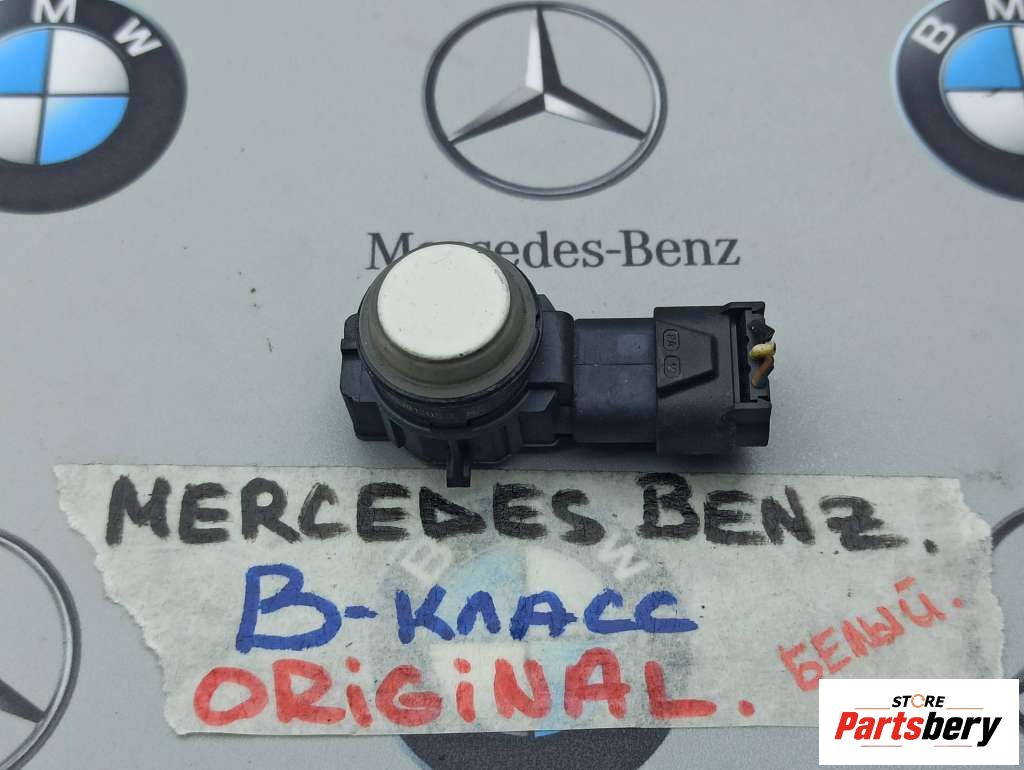 BMW
BMW
Mercedes-Benz
MERCEDES BENZ.
B-КЛАСС
ORIGINAL.
БЕЛЫЙ.
STORE
Partsbery